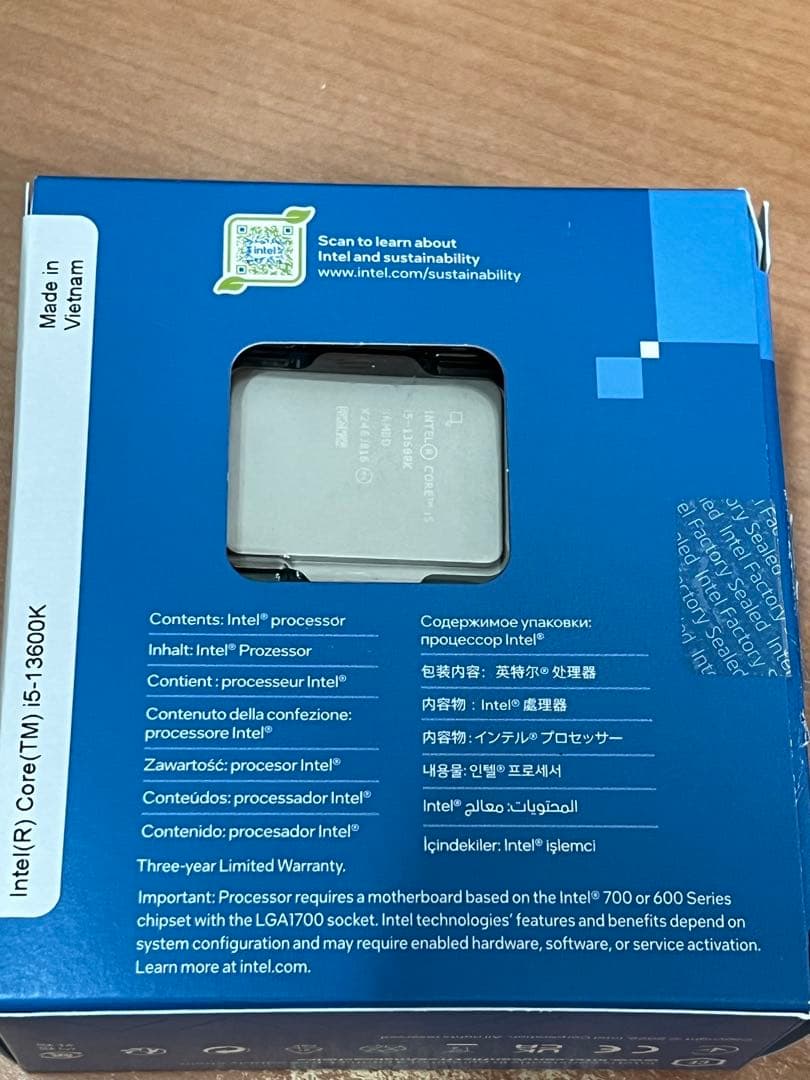 intel
Scan to learn about
Intel and sustainability
www.intel.com/sustainability
Made in
Vietnam
Intel(R) Core(TM) i5-13600K
INTEL® CORE™ i5
i5-13600K
Contents: Intel® processor
Inhalt: Intel® Prozessor
Contient : processeur Intel®
Contenuto della confezione:
processore Intel®
Zawartość: procesor Intel®
Conteúdos: processador Intel®
Contenido: procesador Intel®
Содержимое упаковки:
процессор Intel®
包装内容：英特尔® 处理器
內容物：Intel® 處理器
内容物: インテル® プロセッサー
내용물: 인텔® 프로세서
المحتويات: معالج Intel®
İçindekiler: Intel® işlemci
Three-year Limited Warranty.
Important: Processor requires a motherboard based on the Intel® 700 or 600 Series
chipset with the LGA1700 socket. Intel technologies’ features and benefits depend on
system configuration and may require enabled hardware, software, or service activation.
Learn more at intel.com.
Intel Factory
Factory Sealed
Sealed Intel Factory
Factory Sealed